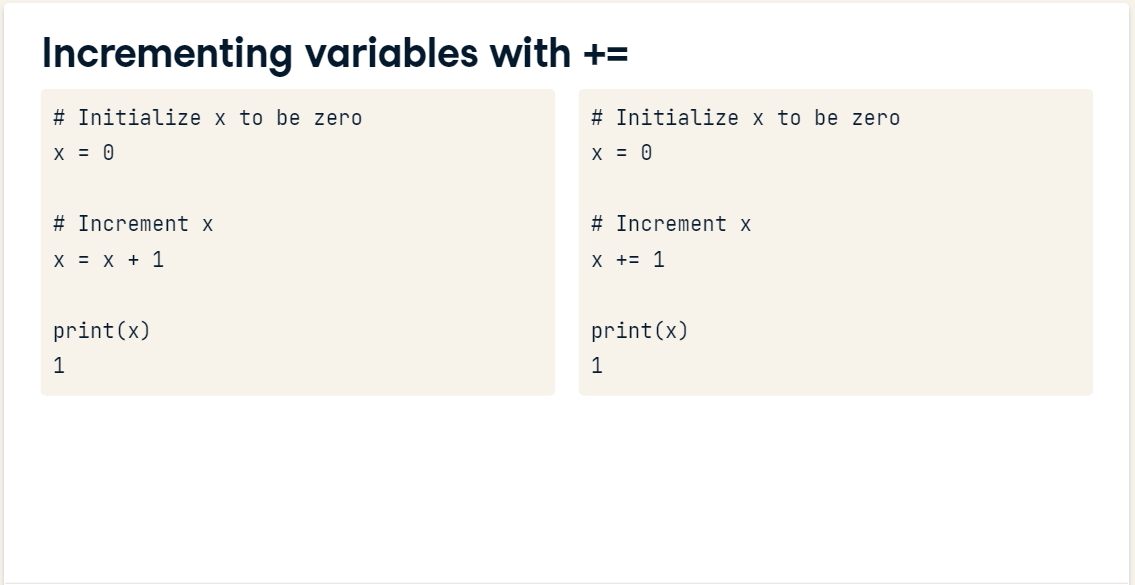 Incrementing variables with +=
# Initialize x to be zero
x = 0
# Increment x
x = x + 1
print(x)
1
# Initialize x to be zero
x = 0
# Increment x
x += 1
print(x)
1